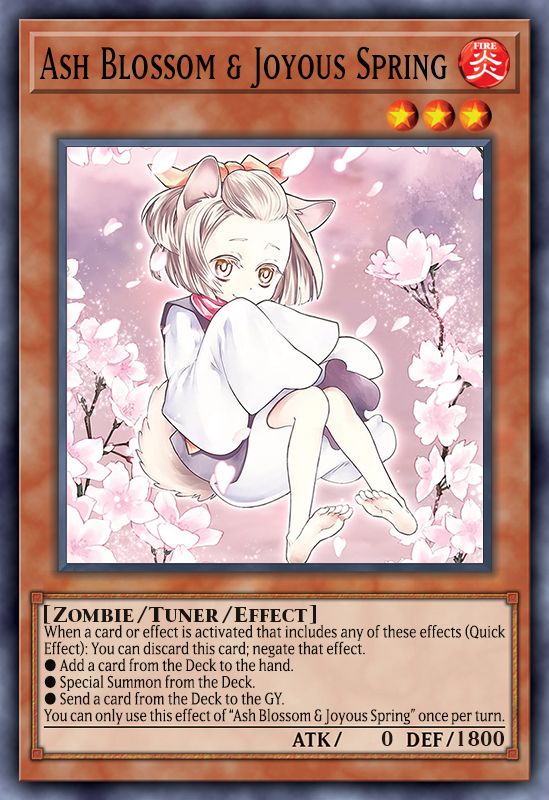 Ash Blossom & Joyous Spring
FIRE
炎
[Zombie/Tuner/Effect]
When a card or effect is activated that includes any of these effects (Quick
Effect): You can discard this card; negate that effect.
● Add a card from the Deck to the hand.
● Special Summon from the Deck.
● Send a card from the Deck to the GY.
You can only use this effect of “Ash Blossom & Joyous Spring” once per turn.
ATK/ 0 DEF/1800